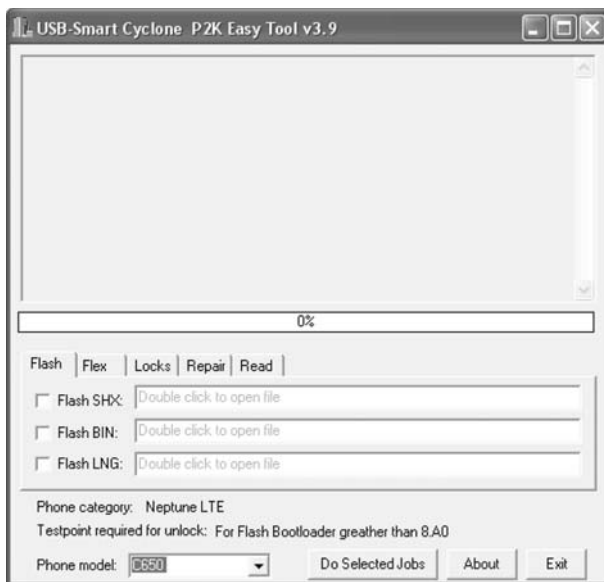 USB-Smart Cyclone P2K Easy Tool v3.9
0%
Flash Flex Locks Repair Read
Flash SHX: Double click to open file
Flash BIN: Double click to open file
Flash LNG: Double click to open file
Phone category: Neptune LTE
Testpoint required for unlock: For Flash Bootloader greather than 8.A0
Phone model: C650 Do Selected Jobs About Exit